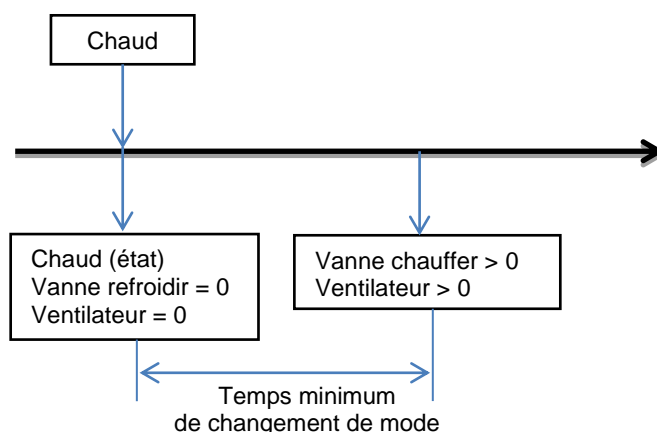 Chaud
Chaud (état)
Vanne refroidir = 0
Ventilateur = 0
Vanne chauffer > 0
Ventilateur > 0
Temps minimum
de changement de mode